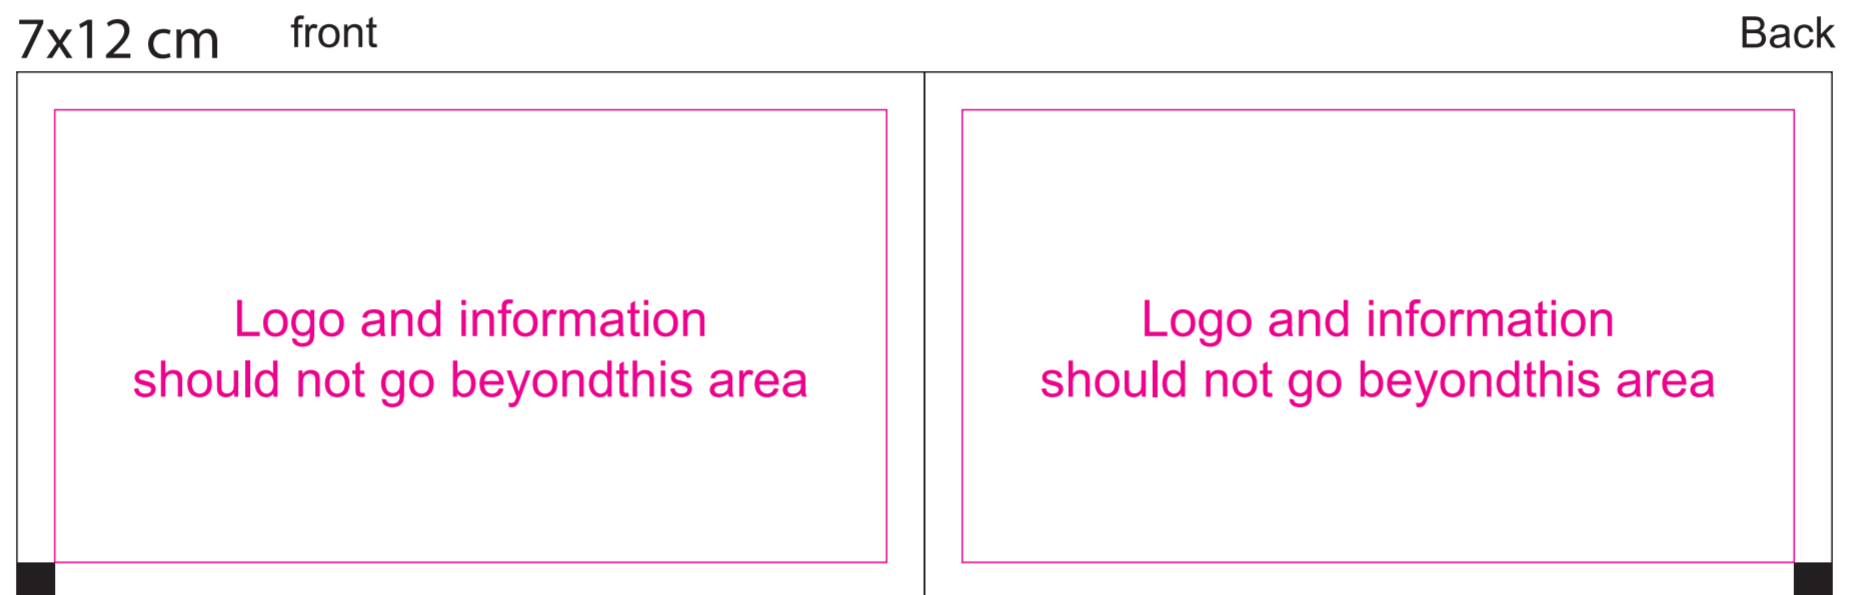 7x12 cm front Back
Logo and information
should not go beyondthis area
Logo and information
should not go beyondthis area